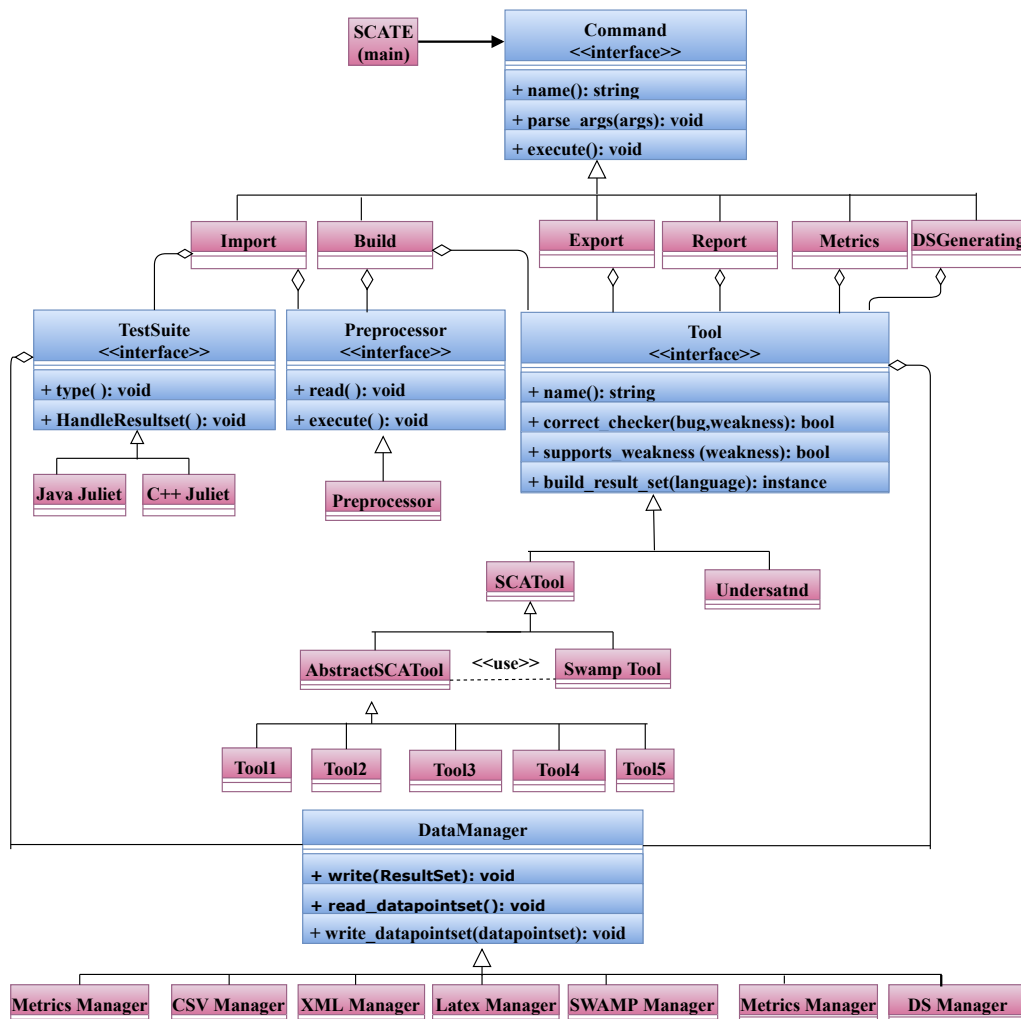 SCATE
(main)
Command
<<interface>>
+ name(): string
+ parse_args(args): void
+ execute(): void
Import
Build
Export
Report
Metrics
DSGenerating
TestSuite
<<interface>>
+ type( ): void
+ HandleResultset( ): void
Preprocessor
<<interface>>
+ read( ): void
+ execute( ): void
Tool
<<interface>>
+ name(): string
+ correct_checker(bug,weakness): bool
+ supports_weakness (weakness): bool
+ build_result_set(language): instance
Java Juliet
C++ Juliet
Preprocessor
SCATool
Undersatnd
AbstractSCATool
<<use>>
Swamp Tool
Tool1
Tool2
Tool3
Tool4
Tool5
DataManager
+ write(ResultSet): void
+ read_datapointset(): void
+ write_datapointset(datapointset): void
Metrics Manager
CSV Manager
XML Manager
Latex Manager
SWAMP Manager
Metrics Manager
DS Manager